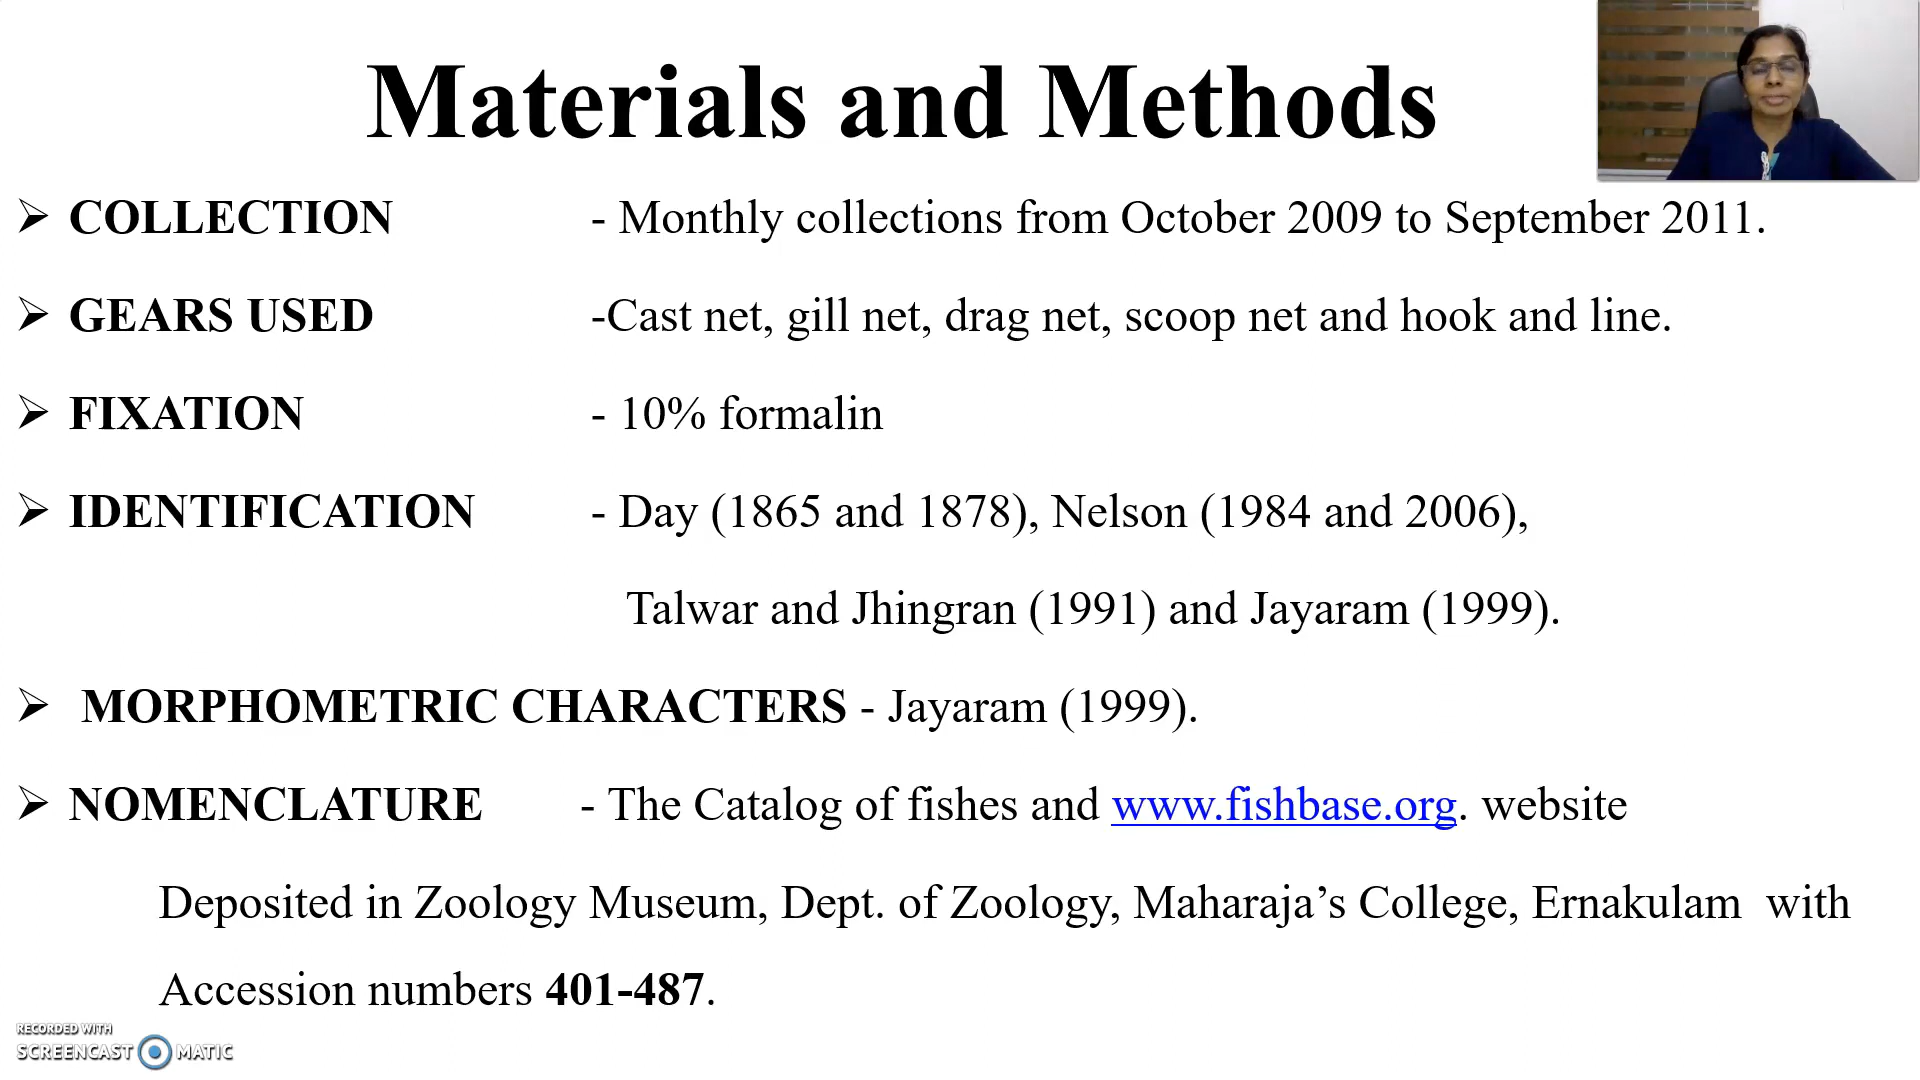 Materials and Methods
➢ COLLECTION - Monthly collections from October 2009 to September 2011.
➢ GEARS USED -Cast net, gill net, drag net, scoop net and hook and line.
➢ FIXATION - 10% formalin
➢ IDENTIFICATION - Day (1865 and 1878), Nelson (1984 and 2006),
Talwar and Jhingran (1991) and Jayaram (1999).
➢ MORPHOMETRIC CHARACTERS - Jayaram (1999).
➢ NOMENCLATURE - The Catalog of fishes and www.fishbase.org. website
Deposited in Zoology Museum, Dept. of Zoology, Maharaja’s College, Ernakulam with
Accession numbers 401-487.
RECORDED WITH
SCREENCAST MATIC